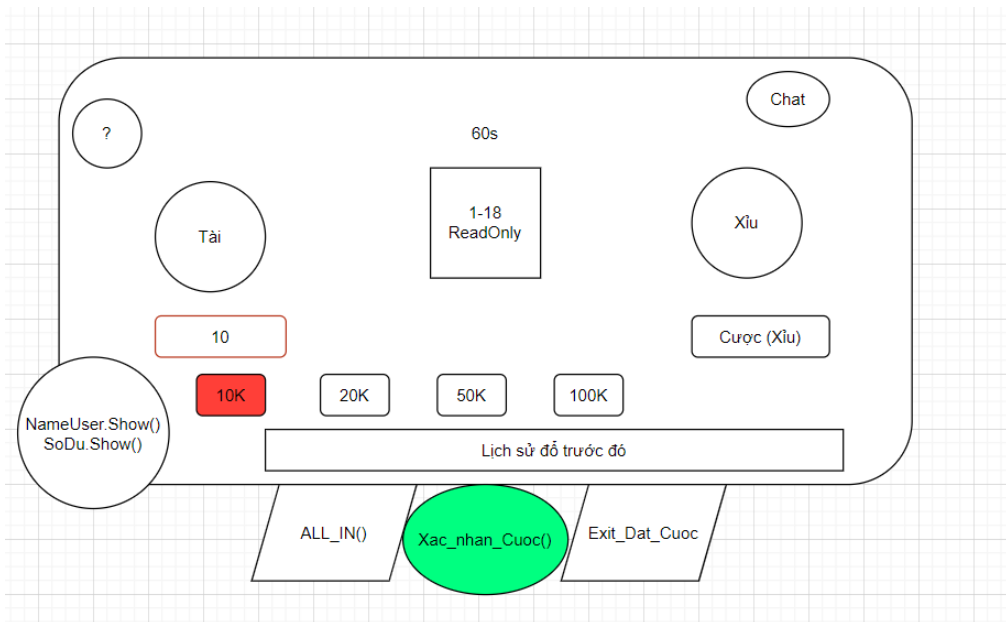 Chat
?
60s
1-18
ReadOnly
Tài
Xỉu
10
Cược (Xỉu)
10K
20K
50K
100K
NameUser.Show()
SoDu.Show()
Lịch sử đổ trước đó
ALL_IN()
Xac_nhan_Cuoc()
Exit_Dat_Cuoc